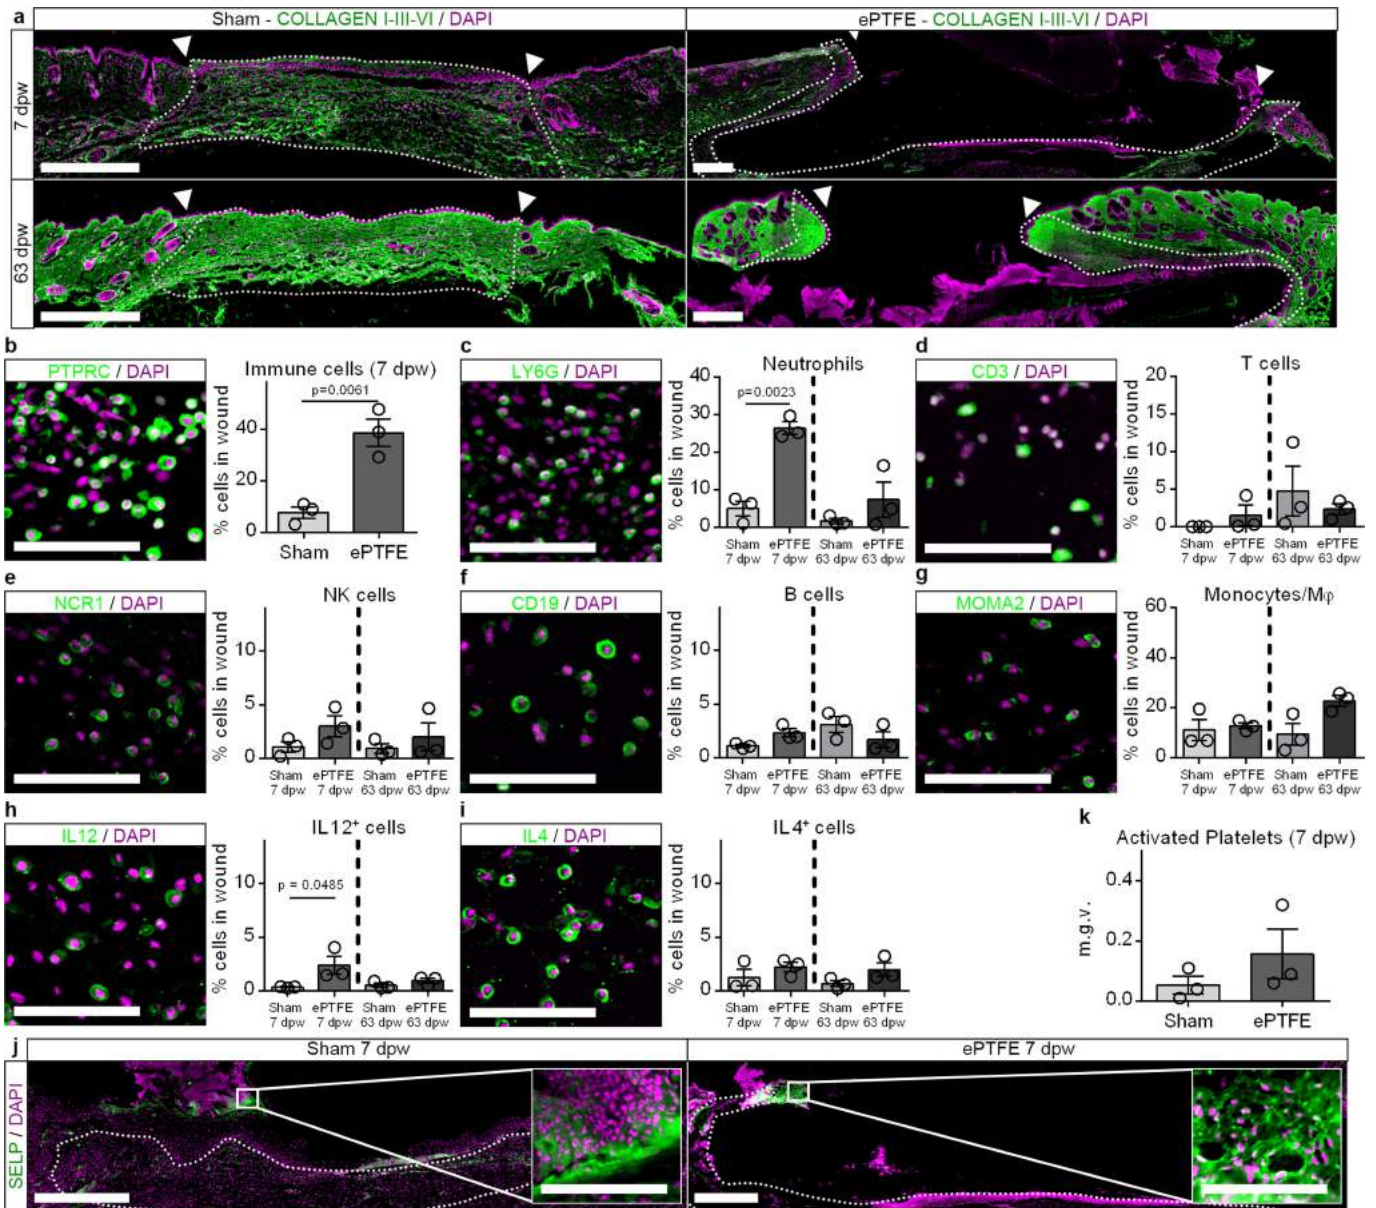 a
Sham - COLLAGEN I-III-VI / DAPI
ePTFE - COLLAGEN I-III-VI / DAPI
7 dpw
63 dpw
b
PTPRC / DAPI
Immune cells (7 dpw)
p=0.0061
% cells in wound
40
20
0
Sham
ePTFE
c
LY6G / DAPI
Neutrophils
p=0.0023
% cells in wound
40
30
20
10
0
Sham 7 dpw
ePTFE 7 dpw
Sham 63 dpw
ePTFE 63 dpw
d
CD3 / DAPI
T cells
% cells in wound
20
15
10
5
0
Sham 7 dpw
ePTFE 7 dpw
Sham 63 dpw
ePTFE 63 dpw
e
NCR1 / DAPI
NK cells
% cells in wound
10
5
0
Sham 7 dpw
ePTFE 7 dpw
Sham 63 dpw
ePTFE 63 dpw
f
CD19 / DAPI
B cells
% cells in wound
10
5
0
Sham 7 dpw
ePTFE 7 dpw
Sham 63 dpw
ePTFE 63 dpw
g
MOMA2 / DAPI
Monocytes/Mφ
% cells in wound
60
40
20
0
Sham 7 dpw
ePTFE 7 dpw
Sham 63 dpw
ePTFE 63 dpw
h
IL12 / DAPI
IL12⁺ cells
p = 0.0485
% cells in wound
10
5
0
Sham 7 dpw
ePTFE 7 dpw
Sham 63 dpw
ePTFE 63 dpw
i
IL4 / DAPI
IL4⁺ cells
% cells in wound
10
5
0
Sham 7 dpw
ePTFE 7 dpw
Sham 63 dpw
ePTFE 63 dpw
k
Activated Platelets (7 dpw)
m.g.v.
0.4
0.2
0.0
Sham
ePTFE
j
Sham 7 dpw
ePTFE 7 dpw
SELP / DAPI